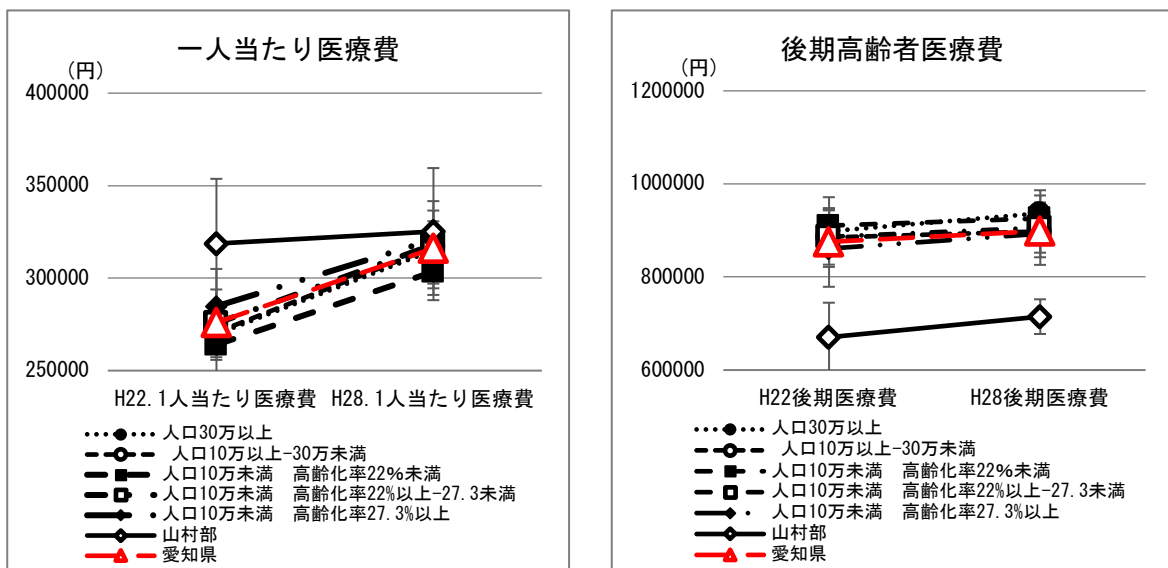 一人当たり医療費
(円)
400000
350000
300000
250000
H22.1人当たり医療費
H28.1人当たり医療費
人口30万以上
人口10万以上-30万未満
人口10万未満　高齢化率22%未満
人口10万未満　高齢化率22%以上-27.3未満
人口10万未満　高齢化率27.3%以上
山村部
愛知県
後期高齢者医療費
(円)
1200000
1000000
800000
600000
H22後期医療費
H28後期医療費
人口30万以上
人口10万以上-30万未満
人口10万未満　高齢化率22%未満
人口10万未満　高齢化率22%以上-27.3未満
人口10万未満　高齢化率27.3%以上
山村部
愛知県